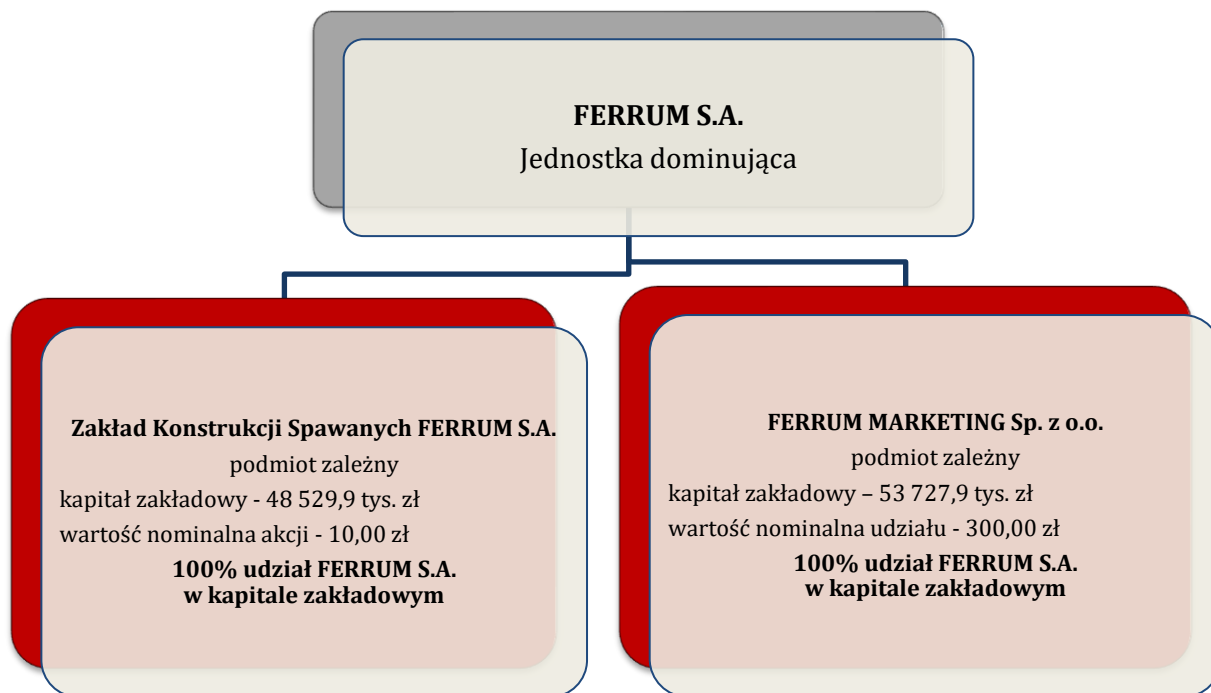 FERRUM S.A.
Jednostka dominująca
Zakład Konstrukcji Spawanych FERRUM S.A.
podmiot zależny
kapitał zakładowy - 48 529,9 tys. zł
wartość nominalna akcji - 10,00 zł
100% udział FERRUM S.A.
w kapitale zakładowym
FERRUM MARKETING Sp. z o.o.
podmiot zależny
kapitał zakładowy – 53 727,9 tys. zł
wartość nominalna udziału - 300,00 zł
100% udział FERRUM S.A.
w kapitale zakładowym